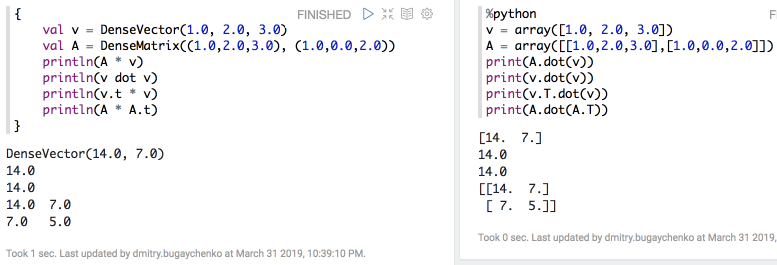 { FINISHED
val v = DenseVector(1.0, 2.0, 3.0)
val A = DenseMatrix((1.0,2.0,3.0), (1.0,0.0,2.0))
println(A * v)
println(v dot v)
println(v.t * v)
println(A * A.t)
}
DenseVector(14.0, 7.0)
14.0
14.0
14.0 7.0
7.0 5.0
Took 1 sec. Last updated by dmitry.bugaychenko at March 31 2019, 10:39:10 PM.
%python F
v = array([1.0, 2.0, 3.0])
A = array([[1.0,2.0,3.0],[1.0,0.0,2.0]])
print(A.dot(v))
print(v.dot(v))
print(v.T.dot(v))
print(A.dot(A.T))
[14. 7.]
14.0
14.0
[[14. 7.]
[ 7. 5.]]
Took 0 sec. Last updated by dmitry.bugaychenko at March 31 2019,